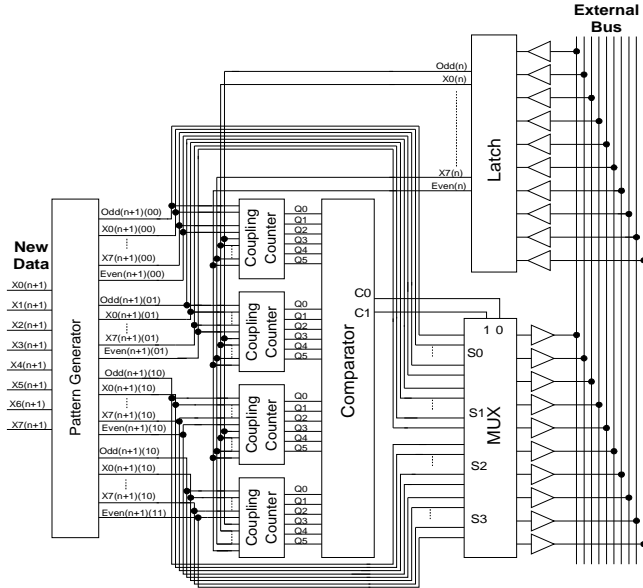 External
Bus
Odd(n)
X0(n)
X7(n)
Even(n)
Latch
New
Data
X0(n+1)
X1(n+1)
X2(n+1)
X3(n+1)
X4(n+1)
X5(n+1)
X6(n+1)
X7(n+1)
Pattern Generator
Odd(n+1)(00)
X0(n+1)(00)
X7(n+1)(00)
Even(n+1)(00)
Odd(n+1)(01)
X0(n+1)(01)
X7(n+1)(01)
Even(n+1)(01)
Odd(n+1)(10)
X0(n+1)(10)
X7(n+1)(10)
Even(n+1)(10)
Odd(n+1)(10)
X0(n+1)(10)
X7(n+1)(10)
Even(n+1)(11)
Coupling
Counter
Q0
Q1
Q2
Q3
Q4
Q5
Coupling
Counter
Q0
Q1
Q2
Q3
Q4
Q5
Coupling
Counter
Q0
Q1
Q2
Q3
Q4
Q5
Coupling
Counter
Q0
Q1
Q2
Q3
Q4
Q5
Comparator
C0
C1
1 0
S0
S1
S2
S3
MUX